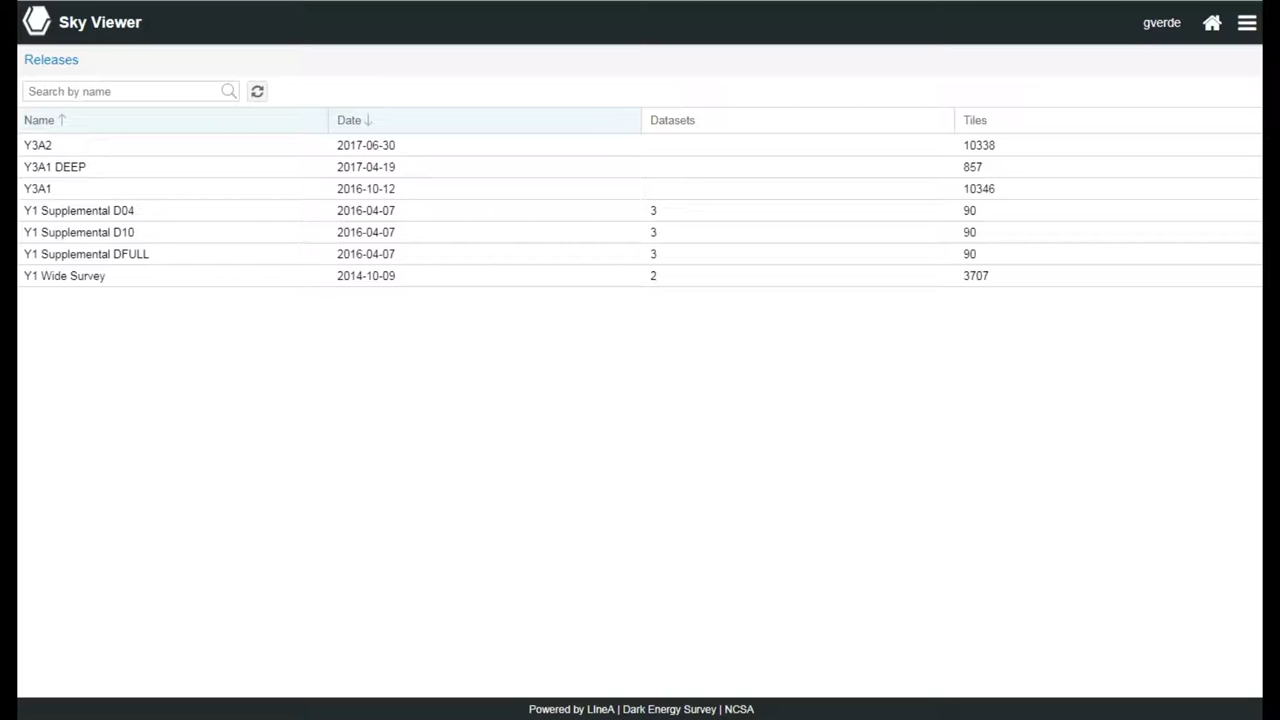 Sky Viewer gverde
Releases
Search by name
Name Date Datasets Tiles
Y3A2 2017-06-30 10338
Y3A1 DEEP 2017-04-19 857
Y3A1 2016-10-12 10346
Y1 Supplemental D04 2016-04-07 3 90
Y1 Supplemental D10 2016-04-07 3 90
Y1 Supplemental DFULL 2016-04-07 3 90
Y1 Wide Survey 2014-10-09 2 3707
Powered by LIneA | Dark Energy Survey | NCSA